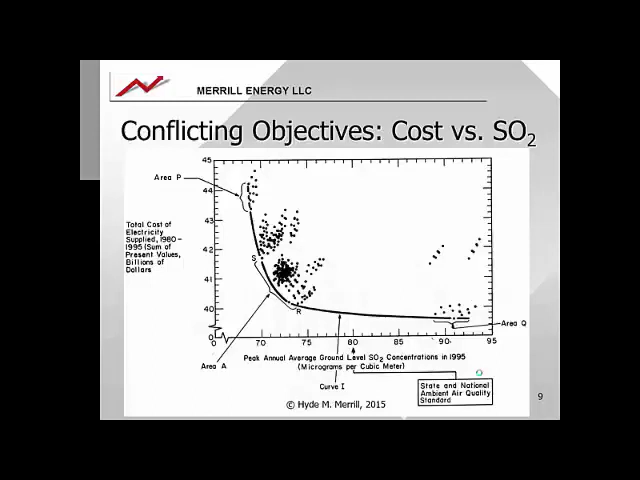 MERRILL ENERGY LLC
Conflicting Objectives: Cost vs. SO2
45
44
43
42
41
40
0
Area P
Total Cost of
Electricity
Supplied, 1980–
1995 (Sum of
Present Values,
Billions of
Dollars
S
R
Area Q
Area A
70
75
80
85
90
95
Peak Annual Average Ground Level SO2 Concentrations in 1995
(Micrograms per Cubic Meter)
Curve I
State and National
Ambient Air Quality
Standard
© Hyde M. Merrill, 2015
9